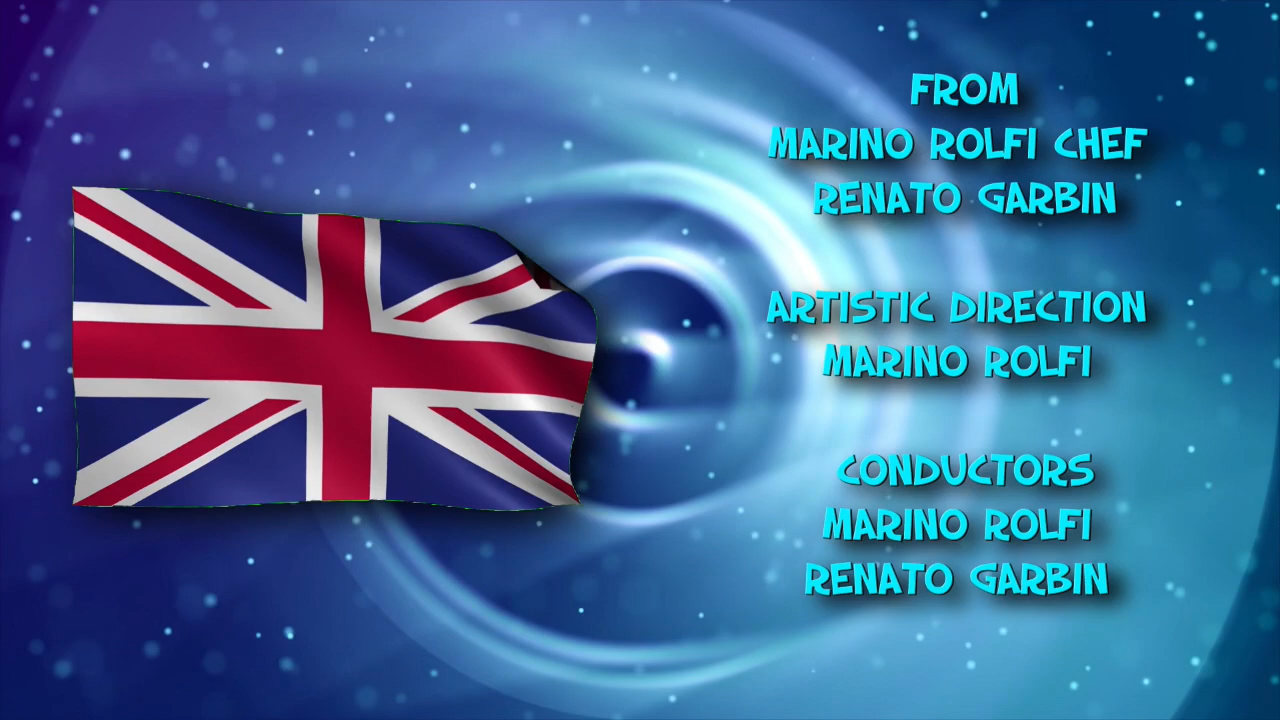 FROM
MARINO ROLFI CHEF
RENATO GARBIN
ARTISTIC DIRECTION
MARINO ROLFI
CONDUCTORS
MARINO ROLFI
RENATO GARBIN